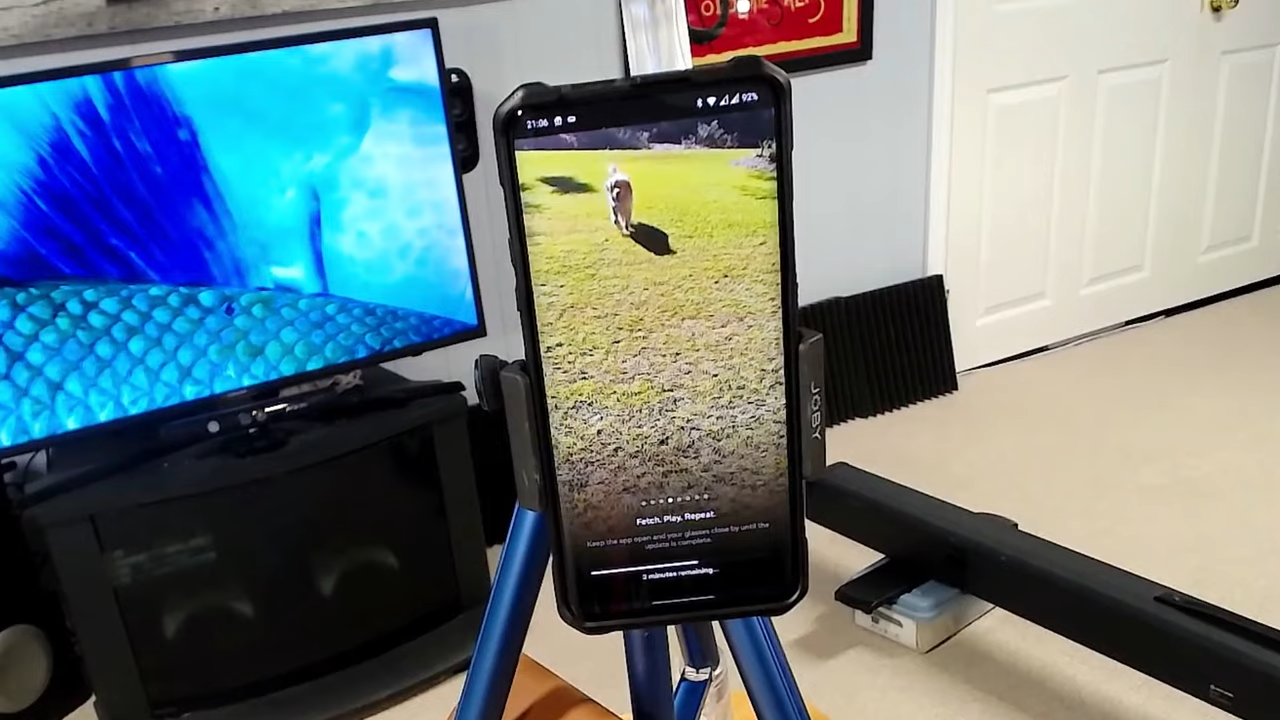 21:06
92%
Fetch. Play. Repeat.
Keep the app open and your glasses close by until the
update is complete.
3 minutes remaining...
JOBY